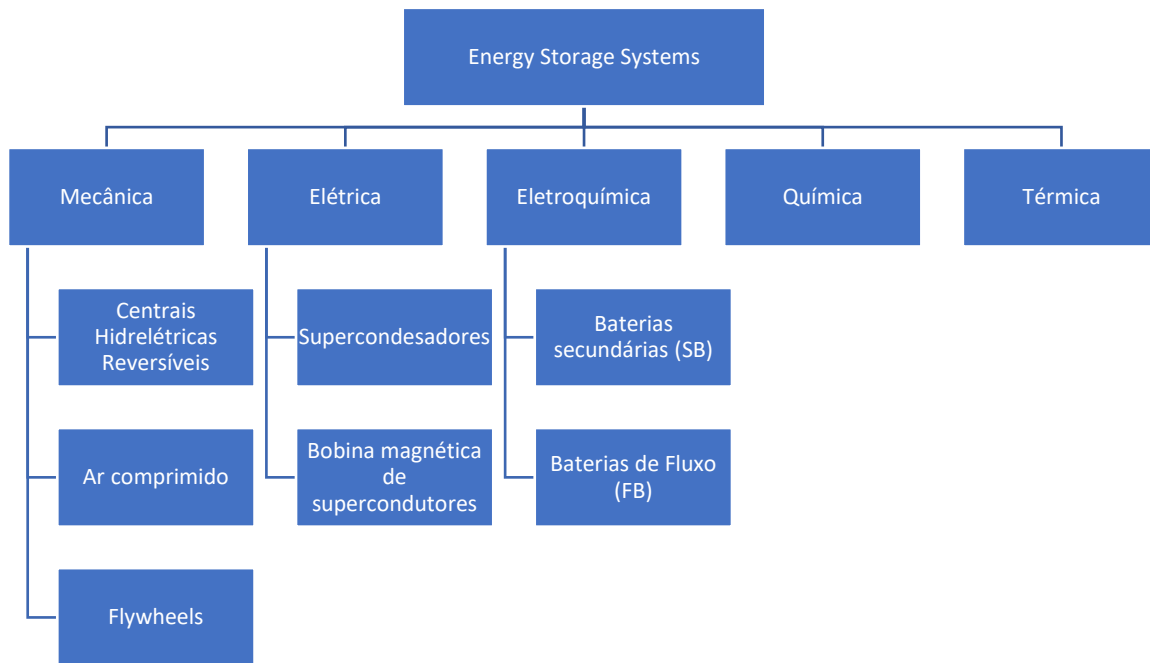 Energy Storage Systems
Mecânica
Elétrica
Eletroquímica
Química
Térmica
Centrais
Hidrelétricas
Reversíveis
Supercondesadores
Baterias
secundárias (SB)
Ar comprimido
Bobina magnética
de
supercondutores
Baterias de Fluxo
(FB)
Flywheels